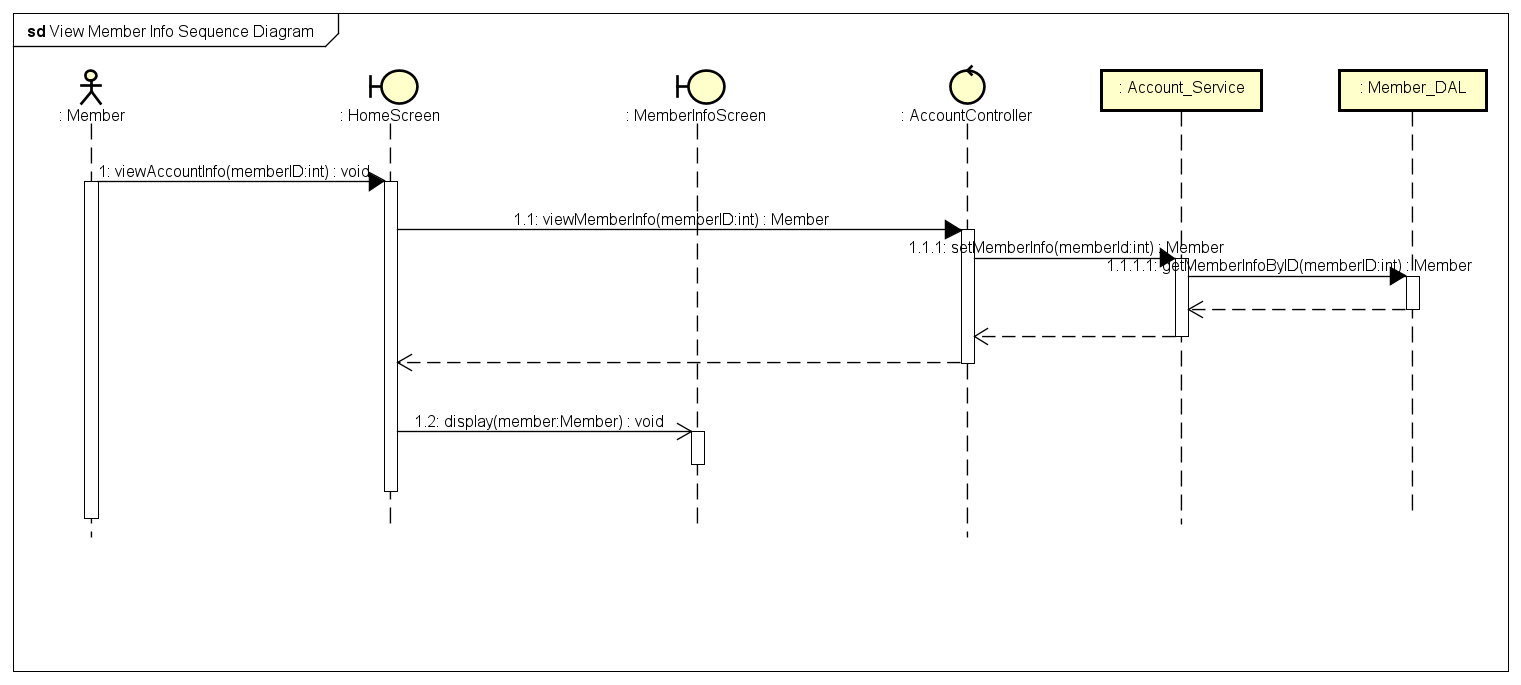 sd View Member Info Sequence Diagram
: Member
: HomeScreen
: MemberInfoScreen
: AccountController
: Account_Service
: Member_DAL
1: viewAccountInfo(memberID:int) : void
1.1: viewMemberInfo(memberID:int) : Member
1.1.1: setMemberInfo(memberId:int) : Member
1.1.1.1: getMemberInfoByID(memberID:int) : Member
1.2: display(member:Member) : void